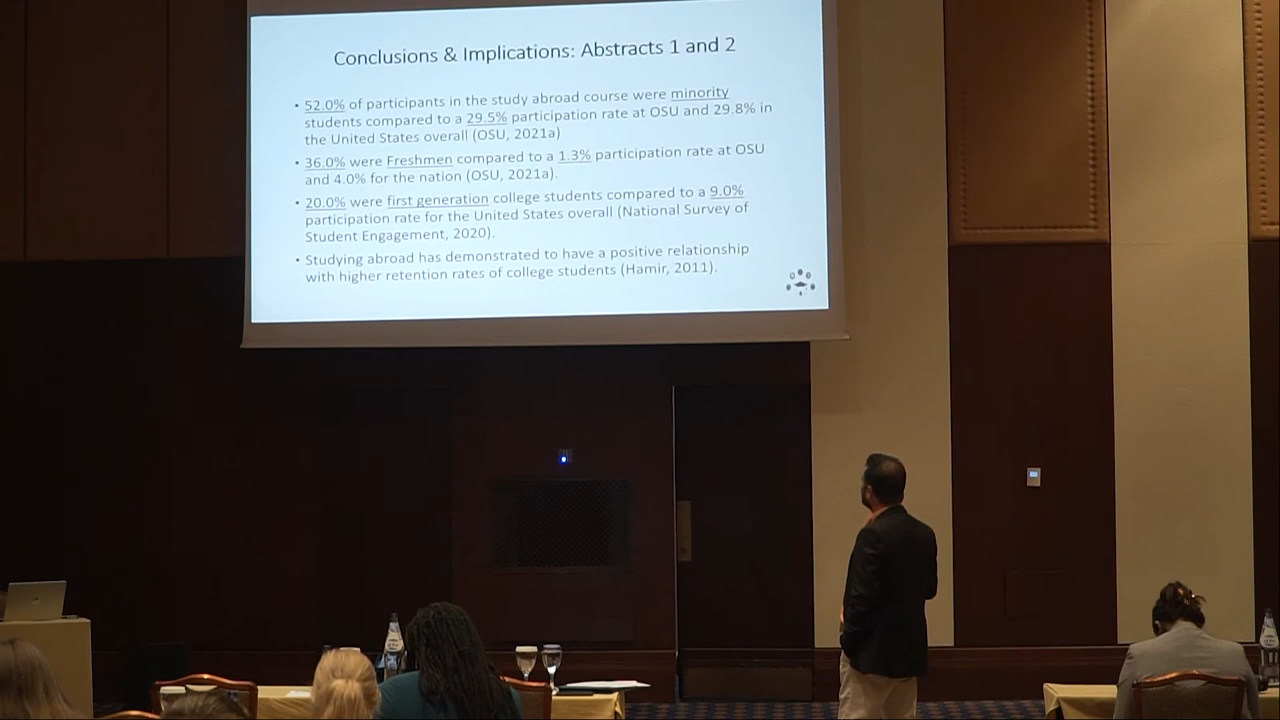 Conclusions & Implications: Abstracts 1 and 2
• 52.0% of participants in the study abroad course were minority
students compared to a 29.5% participation rate at OSU and 29.8% in
the United States overall (OSU, 2021a)
• 36.0% were Freshmen compared to a 1.3% participation rate at OSU
and 4.0% for the nation (OSU, 2021a).
• 20.0% were first generation college students compared to a 9.0%
participation rate for the United States overall (National Survey of
Student Engagement, 2020).
• Studying abroad has demonstrated to have a positive relationship
with higher retention rates of college students (Hamir, 2011).